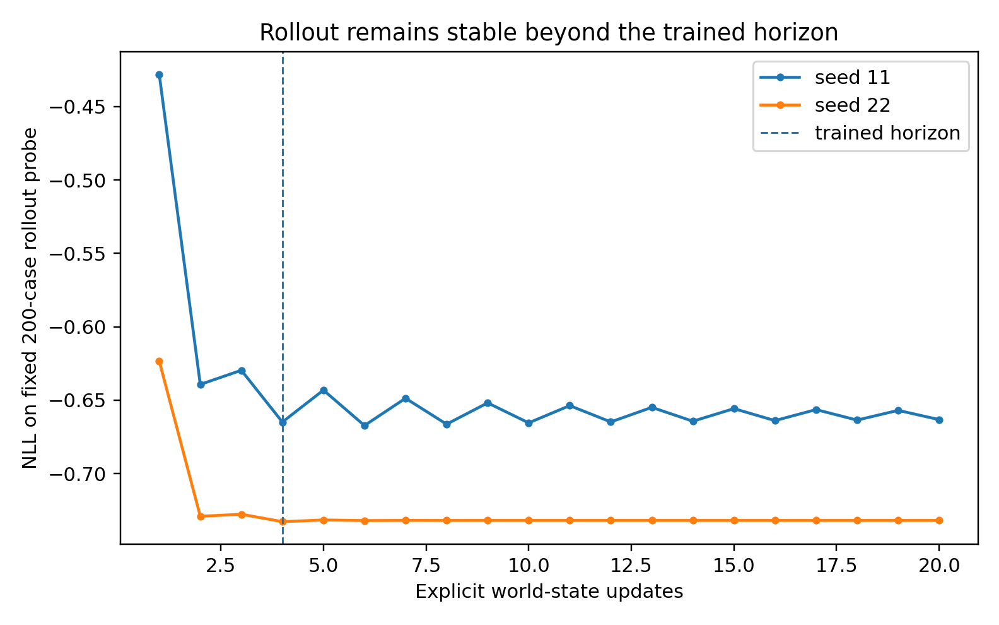 Rollout remains stable beyond the trained horizon
seed 11
seed 22
trained horizon
NLL on fixed 200-case rollout probe
−0.45
−0.50
−0.55
−0.60
−0.65
−0.70
2.5 5.0 7.5 10.0 12.5 15.0 17.5 20.0
Explicit world-state updates